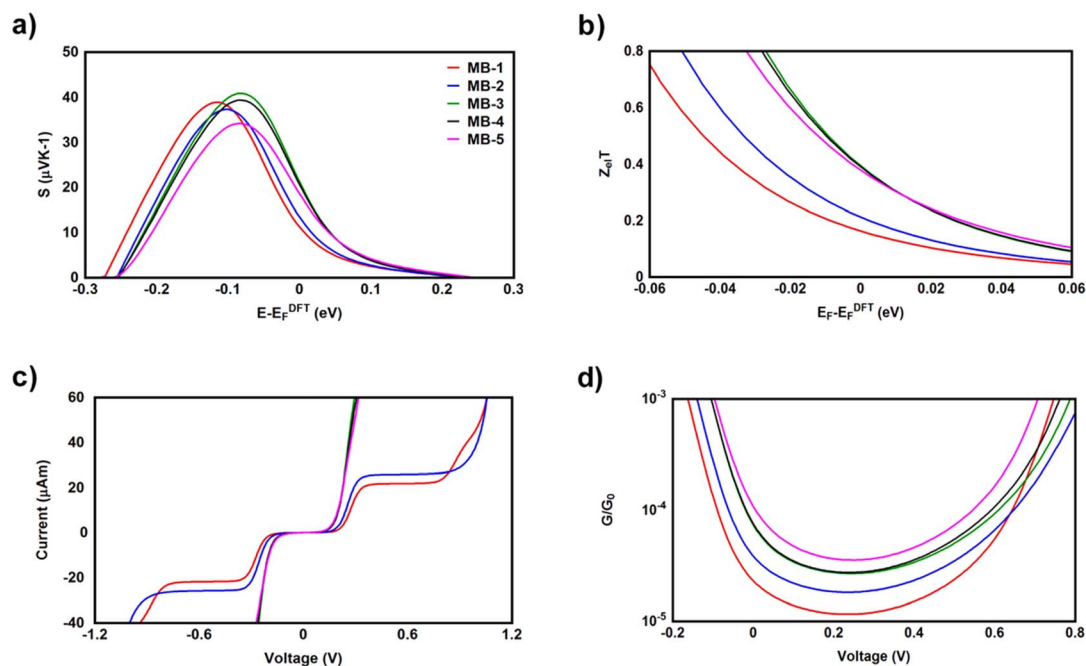 a)
50
40
30
20
10
0
S (μVK-1)
-0.3
-0.2
-0.1
0
0.1
0.2
0.3
E-EFDFT (eV)
MB-1
MB-2
MB-3
MB-4
MB-5
b)
0.8
0.6
0.4
0.2
0
ZelT
-0.06
-0.04
-0.02
0
0.02
0.04
0.06
EF-EFDFT (eV)
c)
60
40
20
0
-20
-40
Current (μAm)
-1.2
-0.6
0
0.6
1.2
Voltage (V)
d)
10-3
10-4
10-5
G/G0
-0.2
0
0.2
0.4
0.6
0.8
Voltage (V)